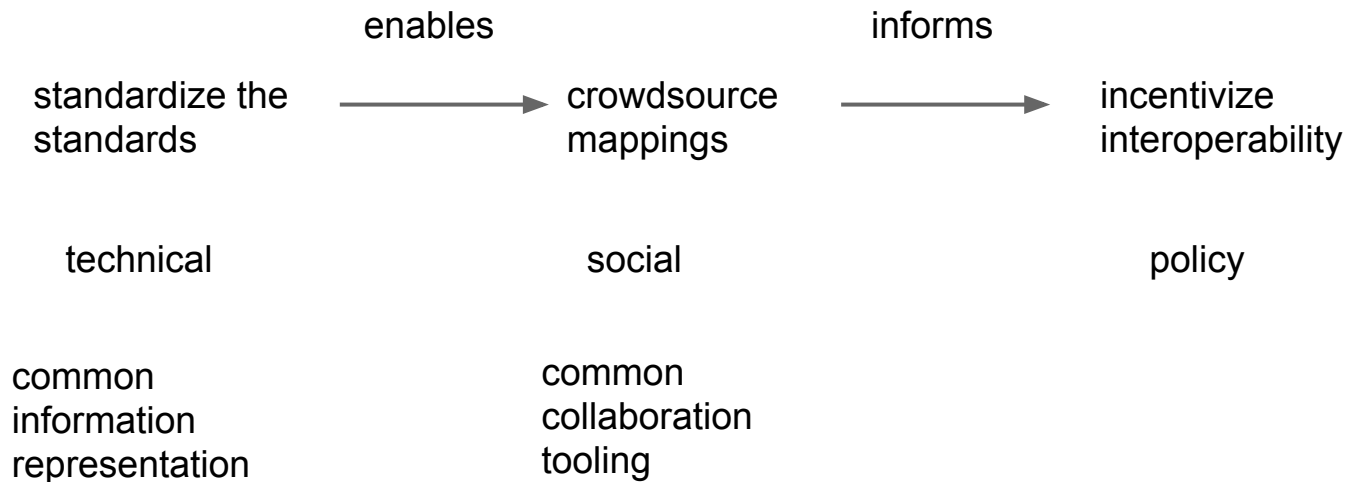 enables
informs
standardize the
standards
crowdsource
mappings
incentivize
interoperability
technical
social
policy
common
information
representation
common
collaboration
tooling